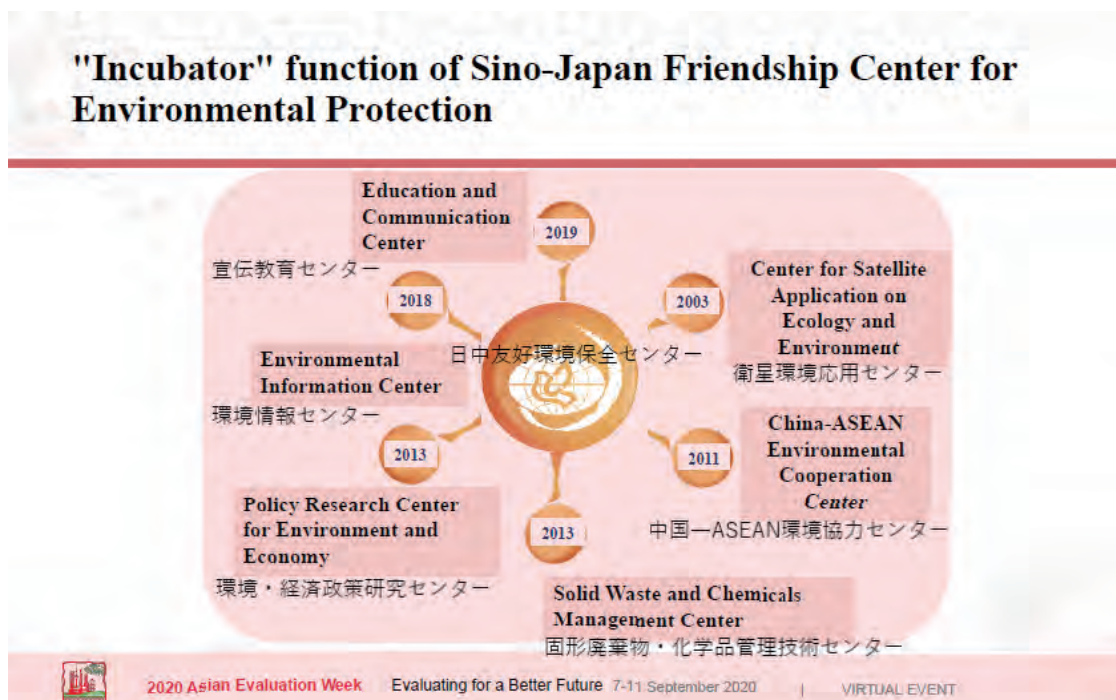 "Incubator" function of Sino-Japan Friendship Center for
Environmental Protection
Education and
Communication
Center
宣伝教育センター
2019
2018
2003
Center for Satellite
Application on
Ecology and
Environment
衛星環境応用センター
日中友好環境保全センター
Environmental
Information Center
環境情報センター
2013
2011
China-ASEAN
Environmental
Cooperation
Center
中国—ASEAN環境協力センター
Policy Research Center
for Environment and
Economy
環境・経済政策研究センター
2013
Solid Waste and Chemicals
Management Center
固形廃棄物・化学品管理技術センター
2020 Asian Evaluation Week Evaluating for a Better Future 7-11 September 2020 | VIRTUAL EVENT